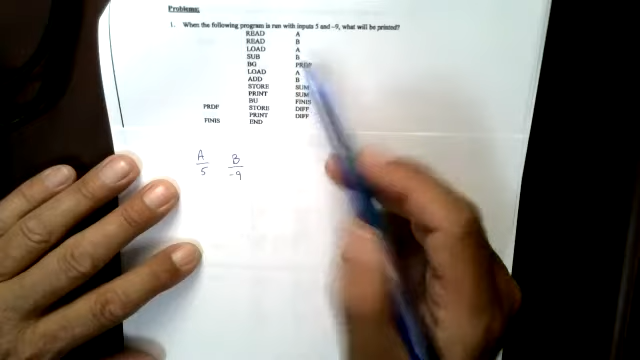 Problems:
1. When the following program is run with inputs 5 and -9, what will be printed?
READ A
READ B
LOAD A
SUB B
BG PRDF
LOAD A
ADD B
STORE SUM
PRINT SUM
BU FINIS
PRDF STORE DIFF
PRINT DIFF
FINIS END
A B
5 -9